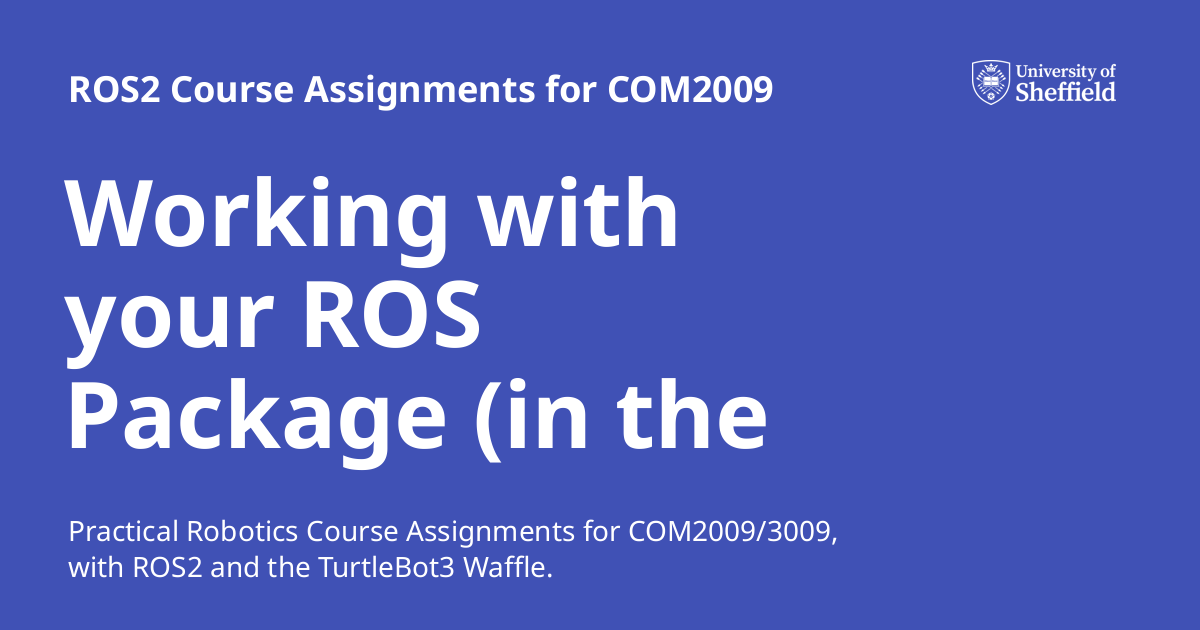 ROS2 Course Assignments for COM2009
University of
Sheffield
Working with
your ROS
Package (in the
Practical Robotics Course Assignments for COM2009/3009,
with ROS2 and the TurtleBot3 Waffle.